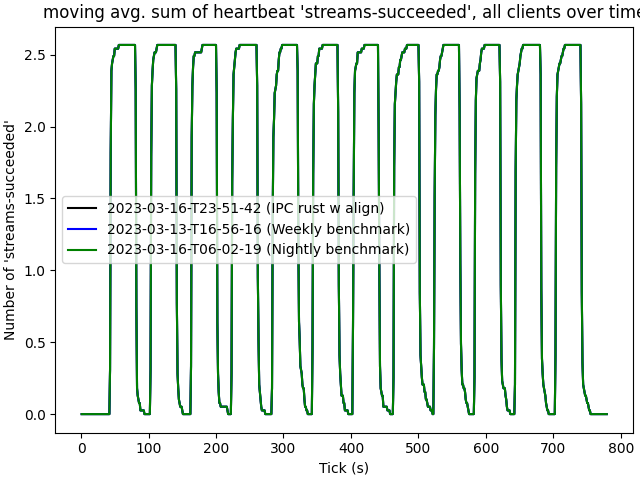 moving avg. sum of heartbeat 'streams-succeeded', all clients over time
2.5
2.0
1.5
1.0
0.5
0.0
Number of 'streams-succeeded'
2023-03-16-T23-51-42 (IPC rust w align)
2023-03-13-T16-56-16 (Weekly benchmark)
2023-03-16-T06-02-19 (Nightly benchmark)
0 100 200 300 400 500 600 700 800
Tick (s)